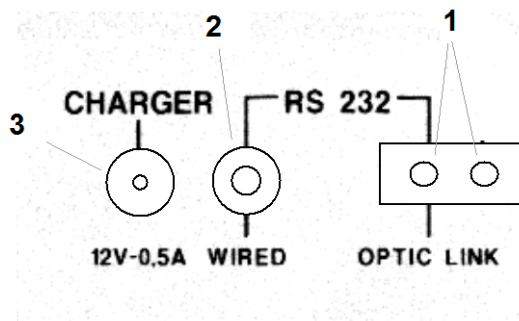 2
1
CHARGER
RS 232
3
12V-0,5A
WIRED
OPTIC LINK